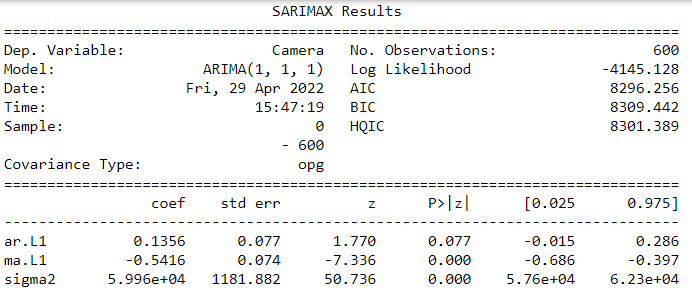 SARIMAX Results
==============================================================================
Dep. Variable:                 Camera   No. Observations:                  600
Model:                 ARIMA(1, 1, 1)   Log Likelihood               -4145.128
Date:                Fri, 29 Apr 2022   AIC                           8296.256
Time:                        15:47:19   BIC                           8309.442
Sample:                             0   HQIC                          8301.389
                                - 600
Covariance Type:                  opg
==============================================================================
                 coef    std err          z      P>|z|      [0.025      0.975]
------------------------------------------------------------------------------
ar.L1          0.1356      0.077      1.770      0.077      -0.015       0.286
ma.L1         -0.5416      0.074     -7.336      0.000      -0.686      -0.397
sigma2      5.996e+04   1181.882     50.736      0.000    5.76e+04    6.23e+04